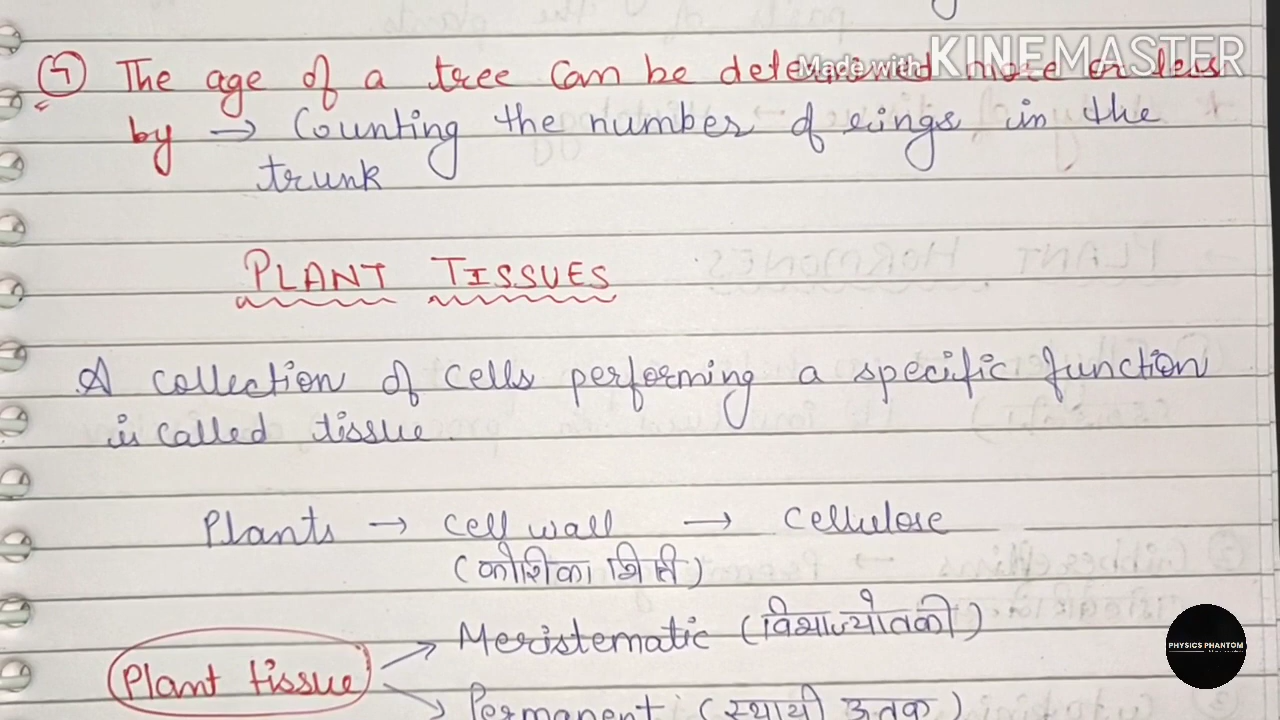 Made with KINEMASTER
7 The age of a tree can be determined more or less
by → Counting the number of rings in the
trunk
PLANT TISSUES
A collection of cells performing a specific function
is called tissue.
Plants → cell wall → cellulose
(कोशिका भित्ती)
Plant tissue → Meristematic (विभाज्योतकी)
→ Permanent (स्थायी ऊतक)
PHYSICS PHANTOM